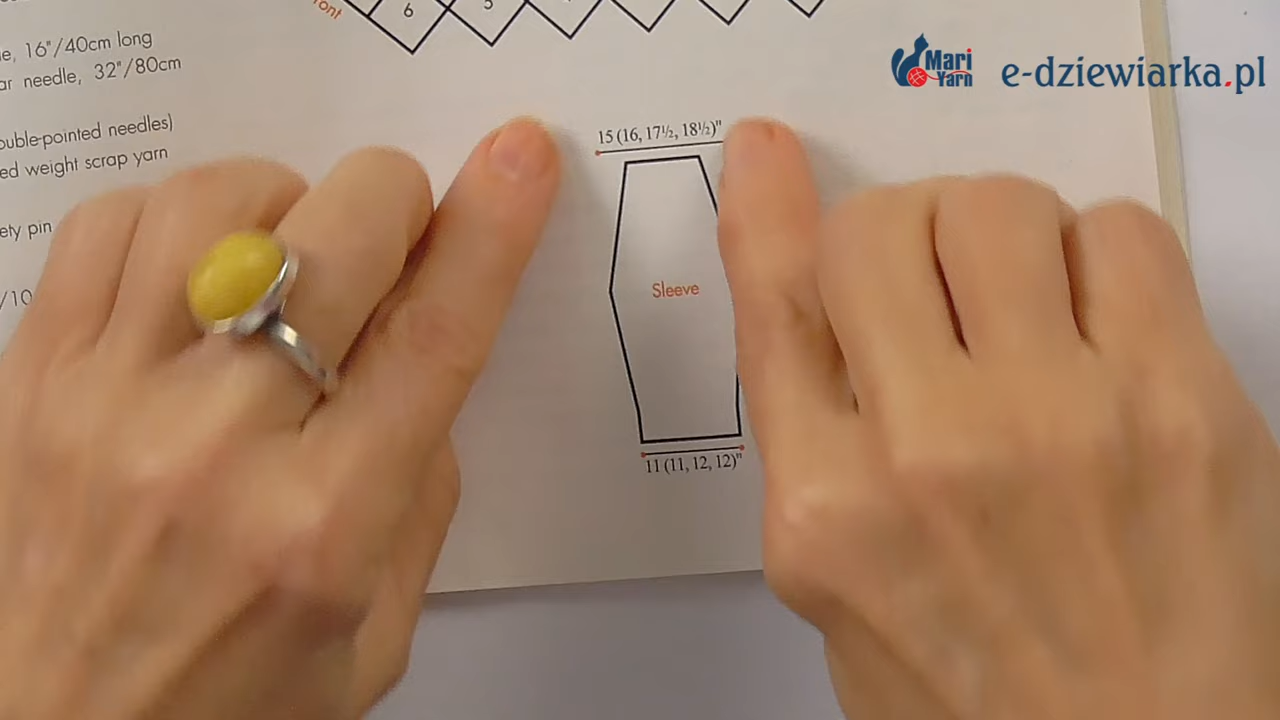 ront
6
5
e, 16"/40cm long
ar needle, 32"/80cm
ouble-pointed needles)
ed weight scrap yarn
ety pin
/10
Mari
Yarn
e-dziewiarka.pl
15 (16, 17½, 18½)"
Sleeve
11 (11, 12, 12)"